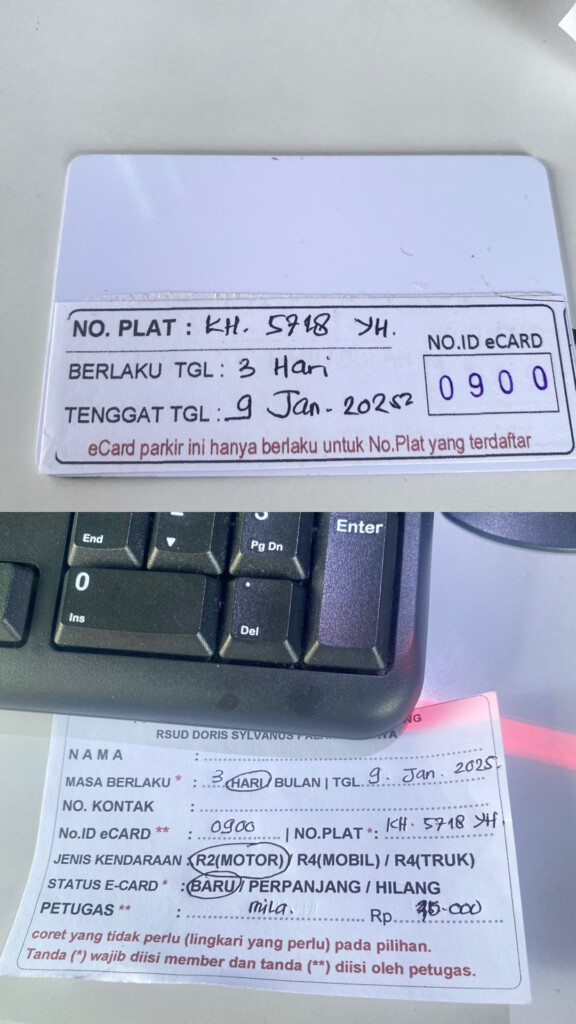 NO. PLAT : KH. 5718 YH.
NO.ID eCARD
BERLAKU TGL : 3 Hari
0900
TENGGAT TGL : 9 Jan - 2025
eCard parkir ini hanya berlaku untuk No.Plat yang terdaftar
End
Pg Dn
Enter
0
Ins
.
Del
RSUD DORIS SYLVANUS
NAMA :
MASA BERLAKU * : 3 HARI BULAN | TGL. 9. Jan. 2025.
NO. KONTAK :
No.ID eCARD ** : 0900 | NO.PLAT *: KH. 5718 YH.
JENIS KENDARAAN : R2(MOTOR) / R4(MOBIL) / R4(TRUK)
STATUS E-CARD * : BARU / PERPANJANG / HILANG
PETUGAS ** : mila. Rp
coret yang tidak perlu (lingkari yang perlu) pada pilihan.
Tanda (*) wajib diisi member dan tanda (**) diisi oleh petugas.